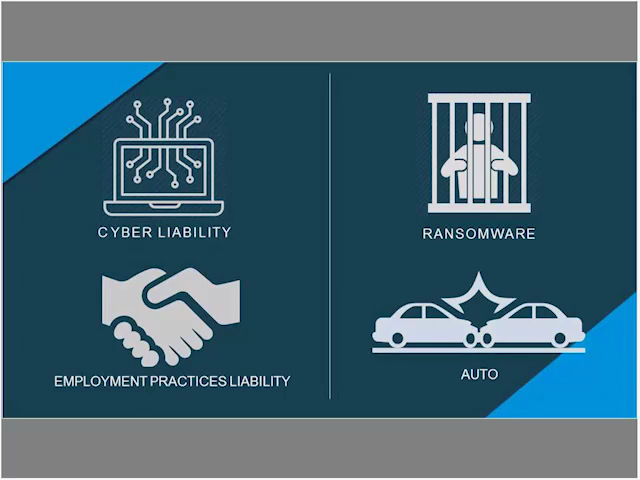 CYBER LIABILITY
RANSOMWARE
EMPLOYMENT PRACTICES LIABILITY
AUTO